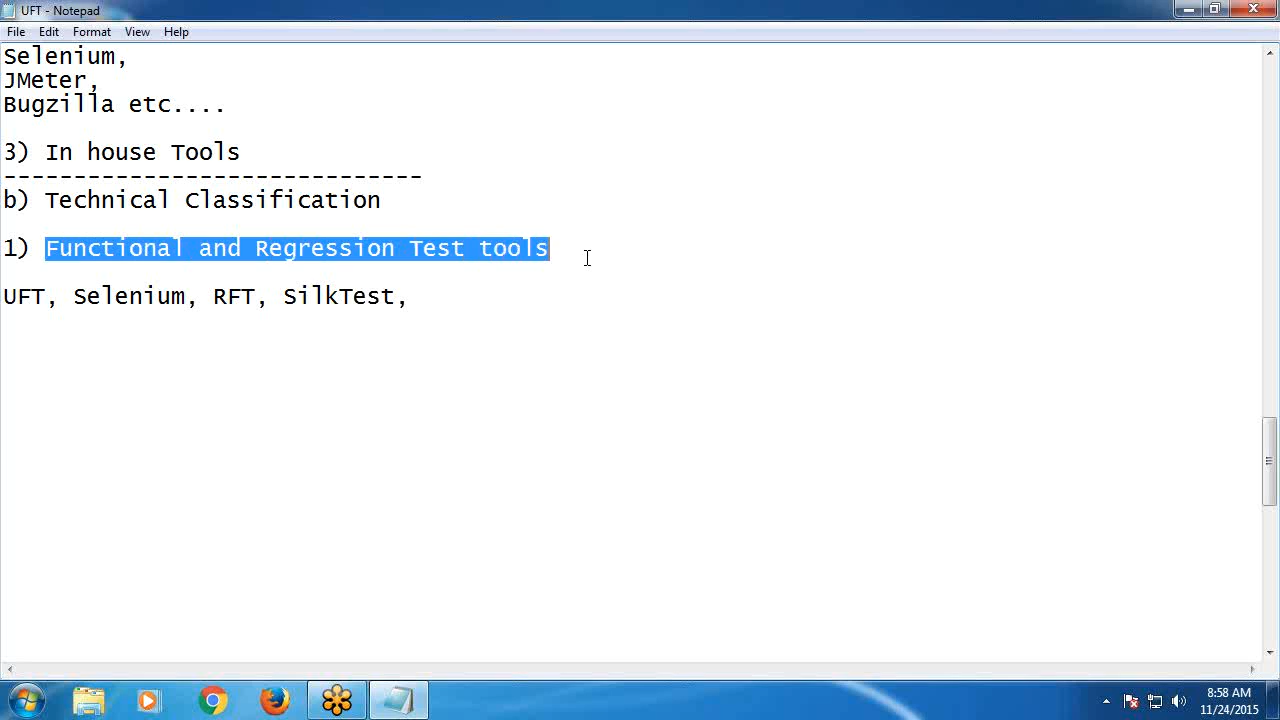 UFT - Notepad
File Edit Format View Help
Selenium,
JMeter,
Bugzilla etc....
3) In house Tools
------------------------------
b) Technical Classification
1) Functional and Regression Test tools
UFT, Selenium, RFT, SilkTest,
8:58 AM
11/24/2015